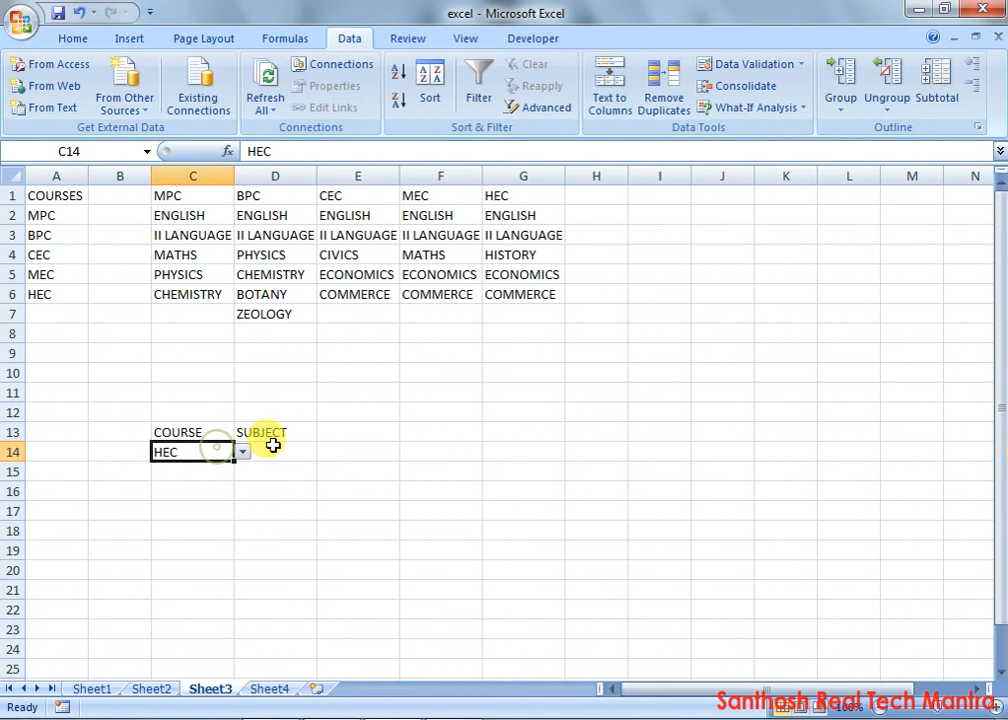 excel - Microsoft Excel
Home Insert Page Layout Formulas Data Review View Developer
From Access
From Web
From Text
From Other Sources
Existing Connections
Get External Data
Refresh All
Connections
Properties
Edit Links
Connections
Sort
Filter
Clear
Reapply
Advanced
Sort & Filter
Text to Columns
Remove Duplicates
Data Validation
Consolidate
What-If Analysis
Data Tools
Group
Ungroup
Subtotal
Outline
C14 fx HEC
A B C D E F G H I J K L M N
1 COURSES MPC BPC CEC MEC HEC
2 MPC ENGLISH ENGLISH ENGLISH ENGLISH ENGLISH
3 BPC II LANGUAGE II LANGUAGE II LANGUAGE II LANGUAGE II LANGUAGE
4 CEC MATHS PHYSICS CIVICS MATHS HISTORY
5 MEC PHYSICS CHEMISTRY ECONOMICS ECONOMICS ECONOMICS
6 HEC CHEMISTRY BOTANY COMMERCE COMMERCE COMMERCE
7 ZEOLOGY
8
9
10
11
12
13 COURSE SUBJECT
14 HEC
15
16
17
18
19
20
21
22
23
24
25
Sheet1 Sheet2 Sheet3 Sheet4
Ready 100%
Santhosh Real Tech Mantra